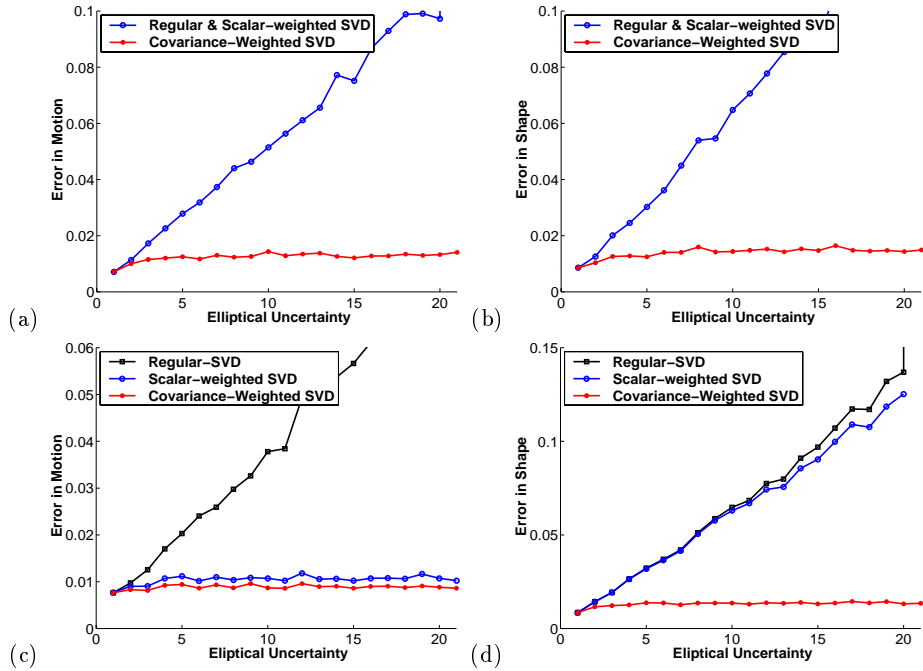 0.1
0.08
0.06
0.04
0.02
0
Error in Motion
Regular & Scalar-weighted SVD
Covariance-Weighted SVD
0 5 10 15 20
Elliptical Uncertainty
(a)
0.1
0.08
0.06
0.04
0.02
0
Error in Shape
Regular & Scalar-weighted SVD
Covariance-Weighted SVD
0 5 10 15 20
Elliptical Uncertainty
(b)
0.06
0.05
0.04
0.03
0.02
0.01
0
Error in Motion
Regular-SVD
Scalar-weighted SVD
Covariance-Weighted SVD
0 5 10 15 20
Elliptical Uncertainty
(c)
0.15
0.1
0.05
0
Error in Shape
Regular-SVD
Scalar-weighted SVD
Covariance-Weighted SVD
0 5 10 15 20
Elliptical Uncertainty
(d)